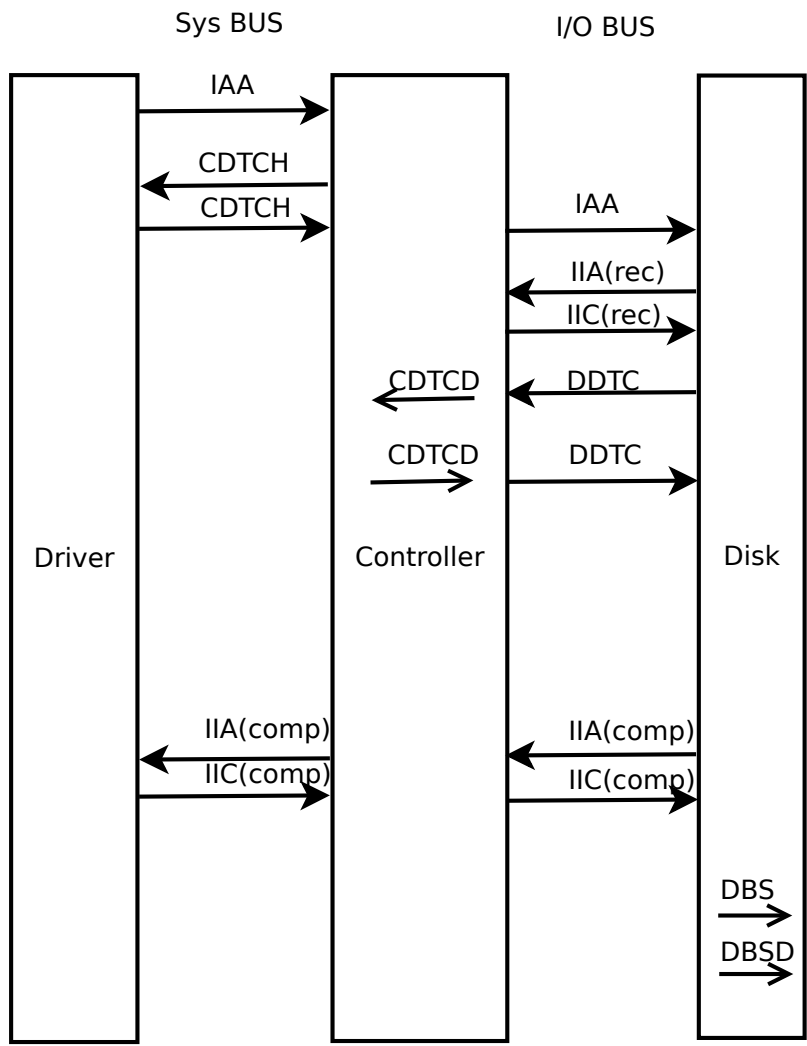 Sys BUS
I/O BUS
IAA
CDTCH
CDTCH
IAA
IIA(rec)
IIC(rec)
CDTCD
DDTC
CDTCD
DDTC
Driver
Controller
Disk
IIA(comp)
IIA(comp)
IIC(comp)
IIC(comp)
DBS
DBSD